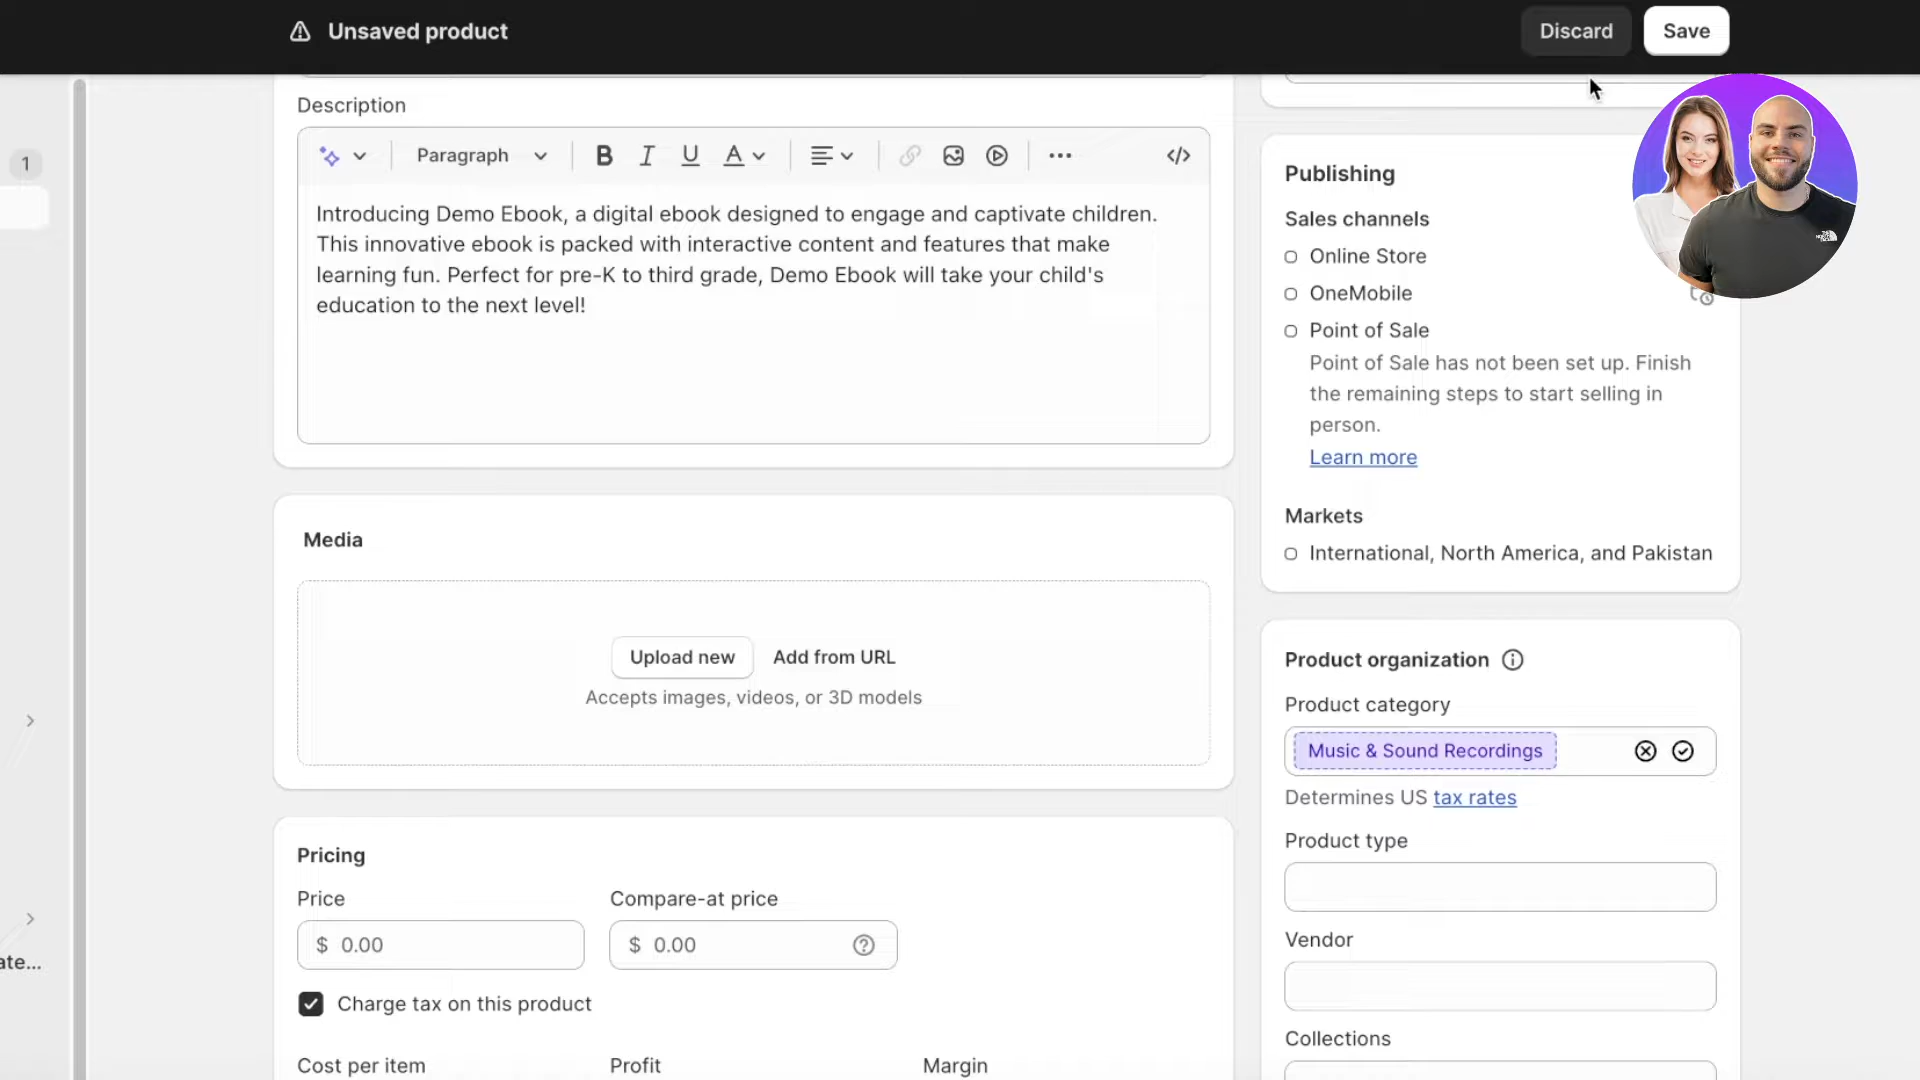 Unsaved product
Discard
Save
Description
Paragraph
B I U A
1
Introducing Demo Ebook, a digital ebook designed to engage and captivate children.
This innovative ebook is packed with interactive content and features that make
learning fun. Perfect for pre-K to third grade, Demo Ebook will take your child's
education to the next level!
Media
Upload new
Add from URL
Accepts images, videos, or 3D models
Pricing
Price
Compare-at price
$ 0.00
$ 0.00
Charge tax on this product
Cost per item
Profit
Margin
ate...
Publishing
Sales channels
Online Store
OneMobile
Point of Sale
Point of Sale has not been set up. Finish
the remaining steps to start selling in
person.
Learn more
Markets
International, North America, and Pakistan
Product organization
Product category
Music & Sound Recordings
Determines US tax rates
Product type
Vendor
Collections